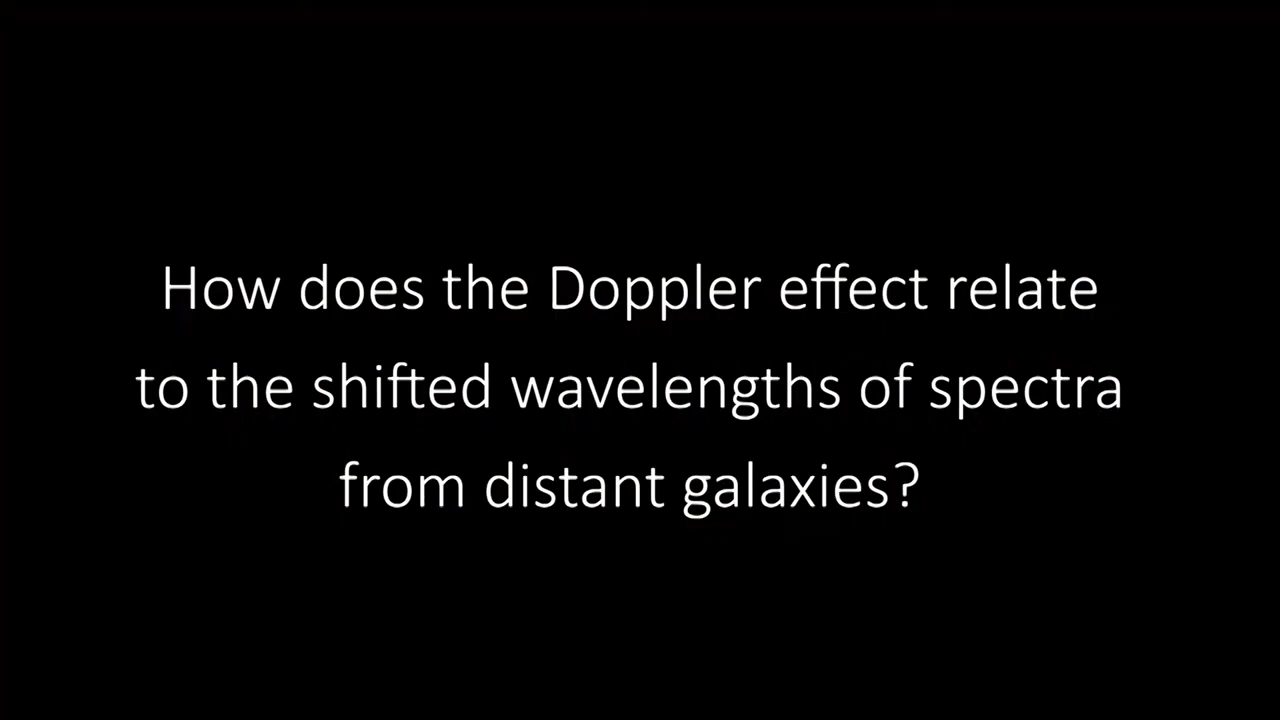 How does the Doppler effect relate
to the shifted wavelengths of spectra
from distant galaxies?